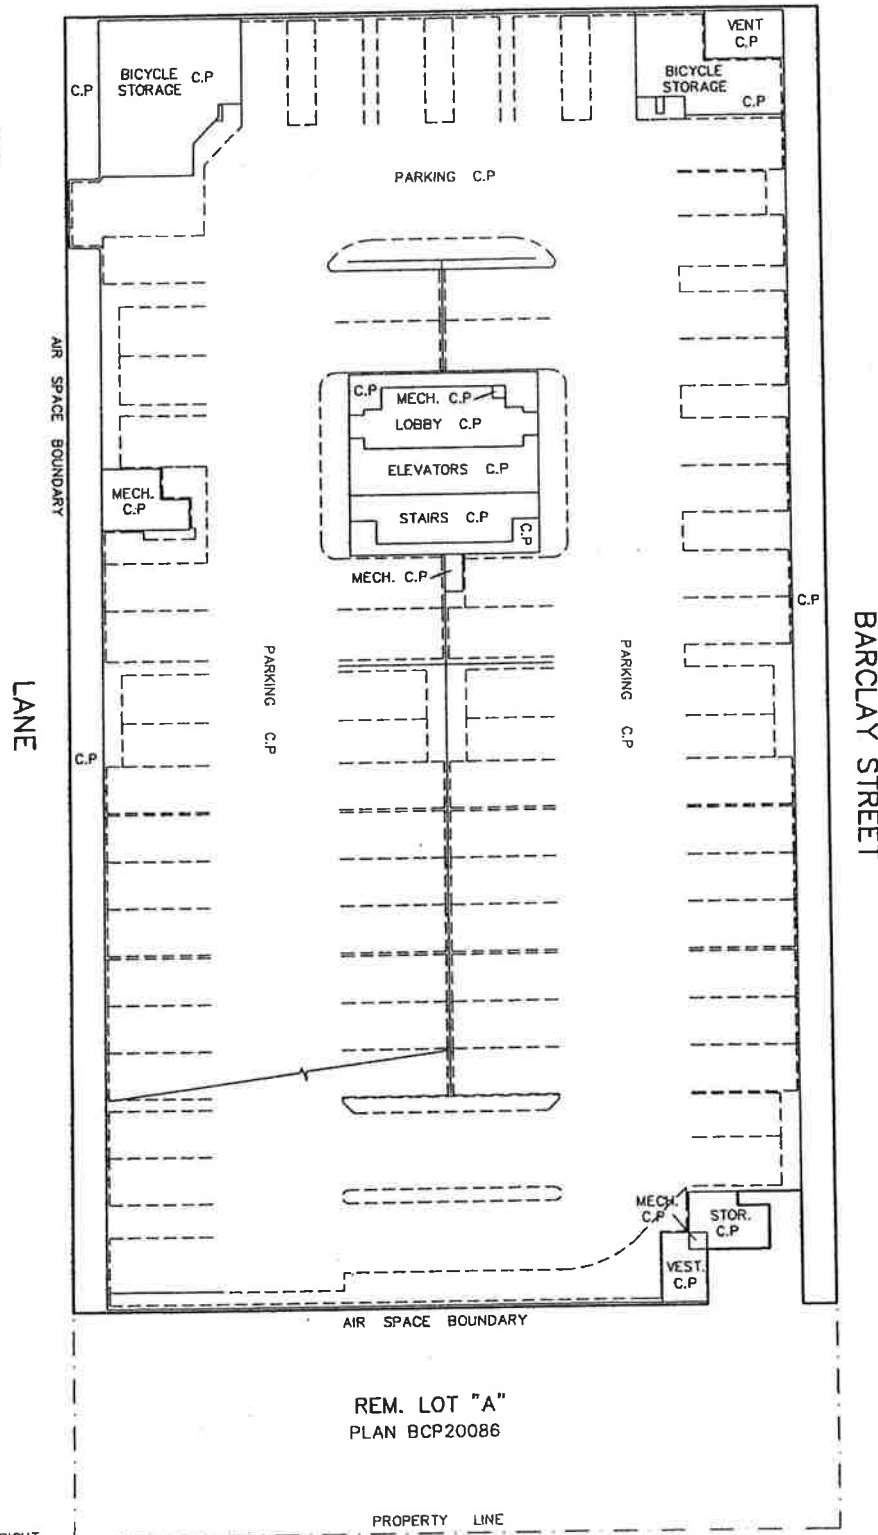 VENT
C.P
C.P
BICYCLE C.P
STORAGE
BICYCLE
STORAGE
C.P
PARKING C.P
AIR SPACE BOUNDARY
C.P
MECH. C.P
LOBBY C.P
ELEVATORS C.P
STAIRS C.P
C.P
MECH.
C.P
MECH. C.P
C.P
BARCLAY STREET
PARKING C.P
PARKING C.P
LANE
C.P
MECH.
C.P
STOR.
C.P
VEST.
C.P
AIR SPACE BOUNDARY
REM. LOT "A"
PLAN BCP20086
PROPERTY LINE